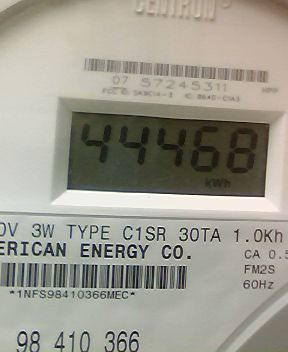 CENTRON®
07 57245311
44468
kWh
0V 3W TYPE C1SR 30TA 1.0Kh
ERICAN ENERGY CO.
CA 0.5
FM2S
60Hz
*1NFS98410366MEC*
98 410 366